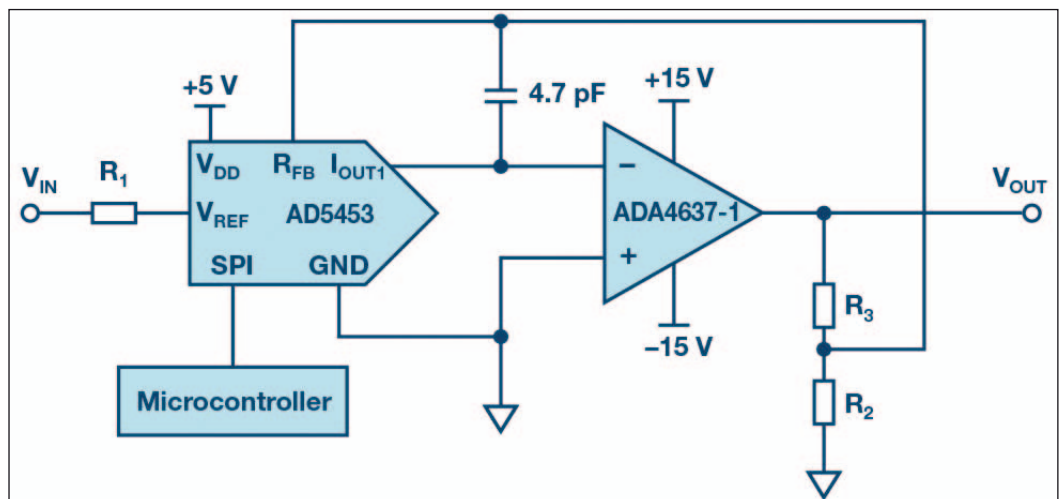 +5 V
+15 V
4.7 pF
V_DD R_FB I_OUT1
V_IN
R_1
V_REF AD5453
SPI GND
−
ADA4637-1
+
V_OUT
R_3
−15 V
R_2
Microcontroller